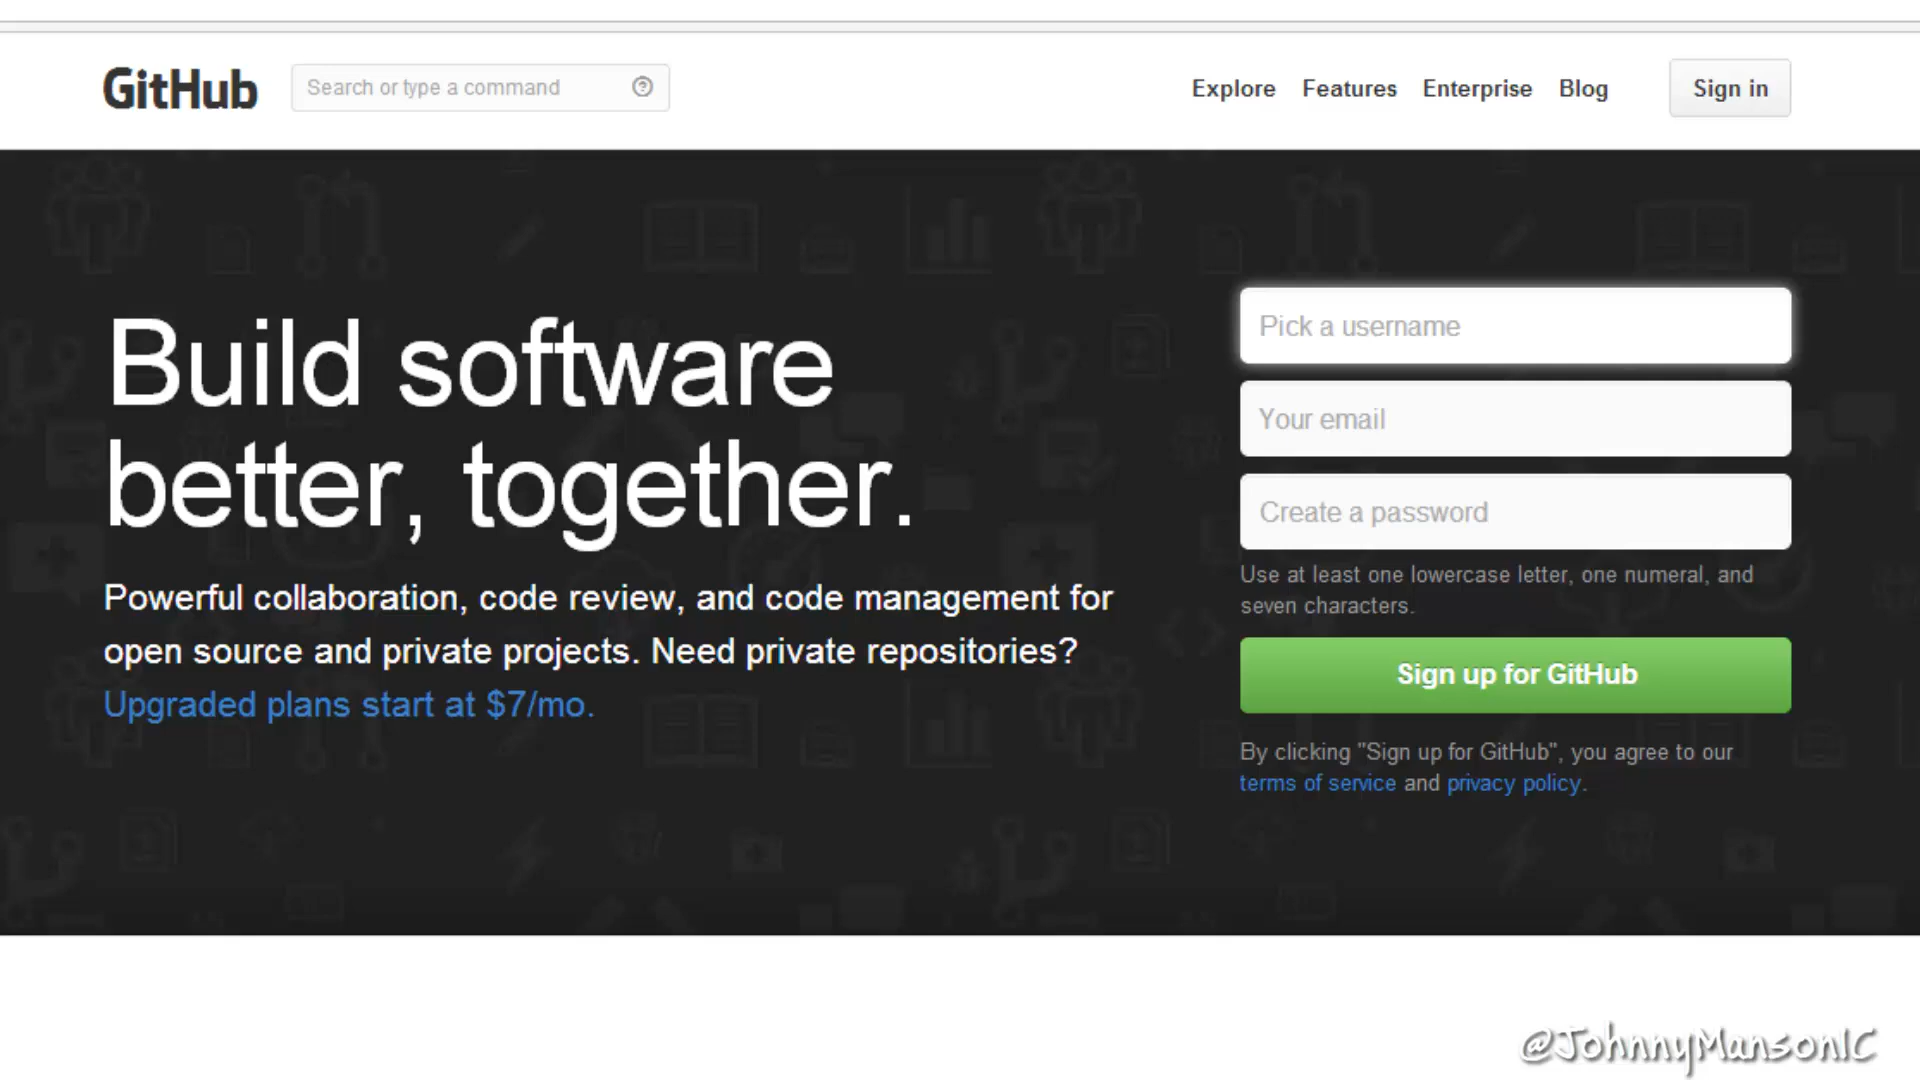 GitHub
Search or type a command
Explore
Features
Enterprise
Blog
Sign in
Build software
better, together.
Powerful collaboration, code review, and code management for
open source and private projects. Need private repositories?
Upgraded plans start at $7/mo.
Pick a username
Your email
Create a password
Use at least one lowercase letter, one numeral, and
seven characters.
Sign up for GitHub
By clicking "Sign up for GitHub", you agree to our
terms of service and privacy policy.
@JohnnyMansonIC